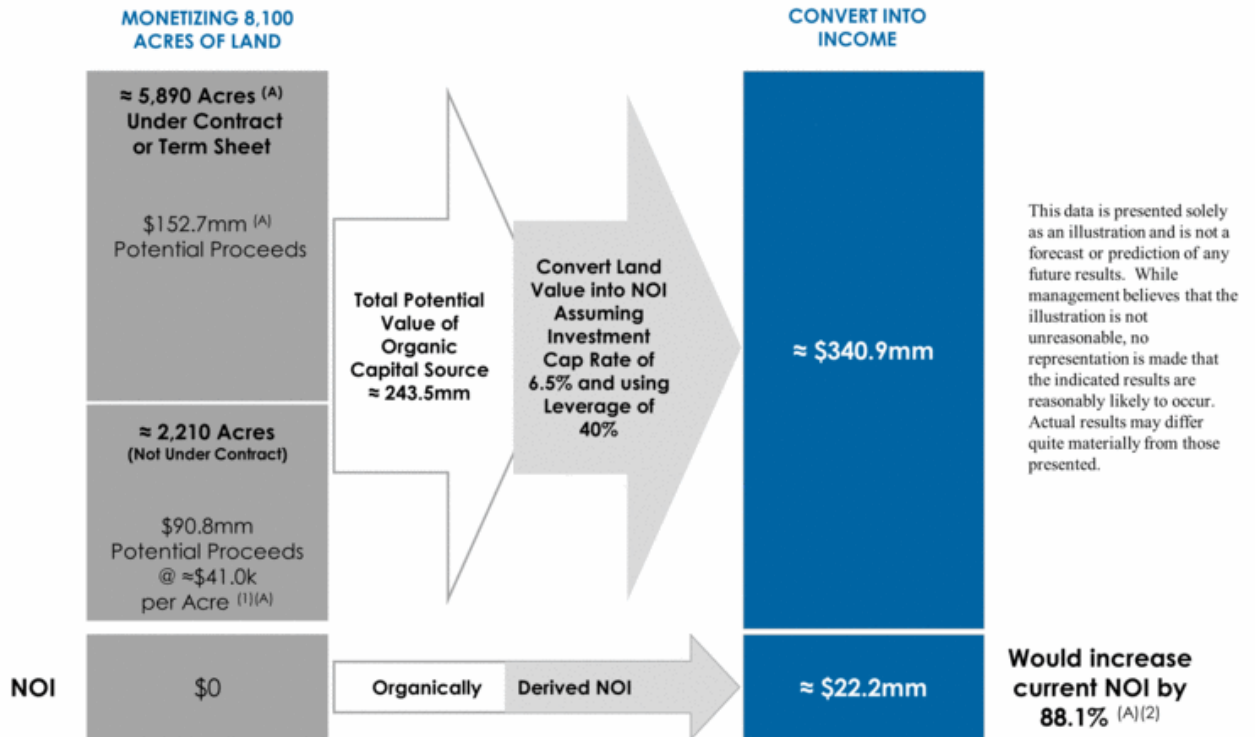 MONETIZING 8,100
ACRES OF LAND
CONVERT INTO
INCOME
≈ 5,890 Acres (A)
Under Contract
or Term Sheet
$152.7mm (A)
Potential Proceeds
≈ 2,210 Acres
(Not Under Contract)
$90.8mm
Potential Proceeds
@ ≈$41.0k
per Acre (1)(A)
Total Potential
Value of
Organic
Capital Source
≈ 243.5mm
Convert Land
Value into NOI
Assuming
Investment
Cap Rate of
6.5% and using
Leverage of
40%
≈ $340.9mm
This data is presented solely
as an illustration and is not a
forecast or prediction of any
future results. While
management believes that the
illustration is not
unreasonable, no
representation is made that
the indicated results are
reasonably likely to occur.
Actual results may differ
quite materially from those
presented.
NOI
$0
Organically
Derived NOI
≈ $22.2mm
Would increase
current NOI by
88.1% (A)(2)